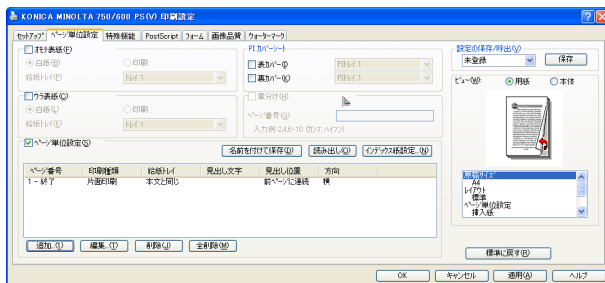 KONICA MINOLTA 750/600 PS(V) 印刷設定
セットアップ ページ単位設定 特殊機能 PostScript フォーム 画像品質 ウォーターマーク
オモテ表紙(F)
白紙(B) 印刷
給紙トレイ(E) トレイ 1
ウラ表紙(C)
白紙(L) 印刷
給紙トレイ(E) トレイ 1
PI カバーシート
表カバー(D) PIトレイ 1
裏カバー(K) PIトレイ 1
章分け(H)
ページ番号(G)
入力例 2,4,6-10 (カンマ,ハイフン)
ページ単位設定(S)
名前を付けて保存(D) 読み出し(O) インデックス紙設定...(N)
ページ番号 印刷種類 給紙トレイ 見出し文字 見出し位置 方向
1 - 終了 片面印刷 本文と同じ 前ページに連続 横
追加...(1) 編集...(T) 削除(J) 全削除(M)
設定の保存/呼出(V)
未登録 保存
ビュー(W): 用紙 本体
原稿サイズ
A4
レイアウト
標準
ページ単位設定
挿入紙
標準に戻す(R)
OK キャンセル 適用(A) ヘルプ